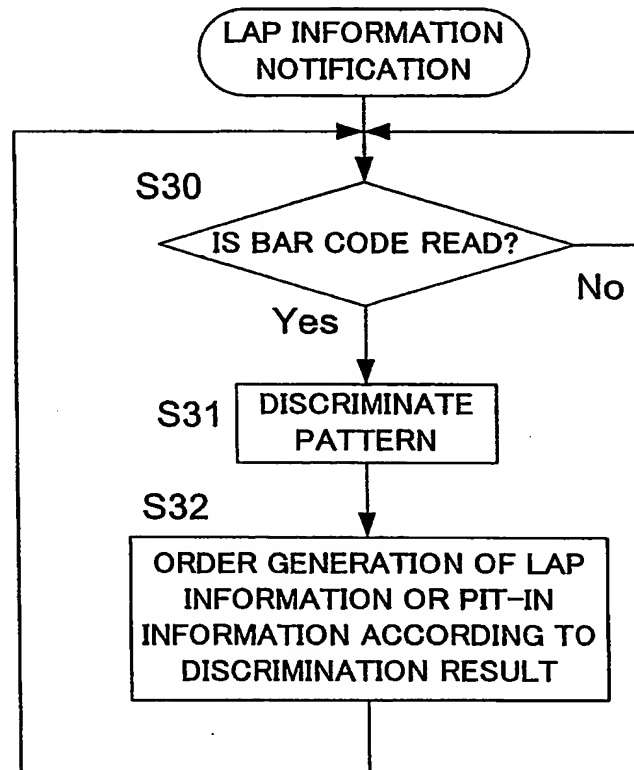 LAP INFORMATION
NOTIFICATION
S30
IS BAR CODE READ?
No
Yes
S31
DISCRIMINATE
PATTERN
S32
ORDER GENERATION OF LAP
INFORMATION OR PIT-IN
INFORMATION ACCORDING TO
DISCRIMINATION RESULT